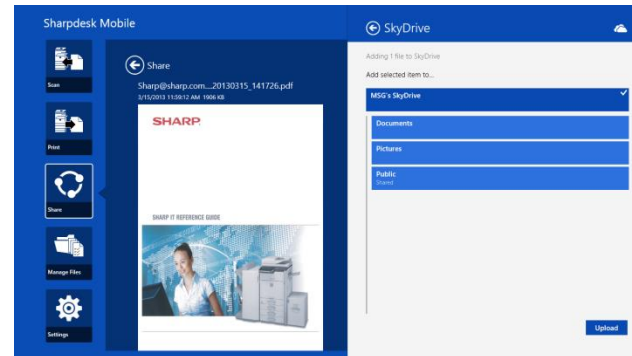 Sharpdesk Mobile
Scan
Print
Share
Manage Files
Settings
Share
Sharp@sharp.com....20130315_141726.pdf
3/15/2013 11:59:12 AM 1906 KB
SHARP
SHARP IT REFERENCE GUIDE
SkyDrive
Adding 1 file to SkyDrive
Add selected item to...
MSG's SkyDrive
Documents
Pictures
Public
Shared
Upload